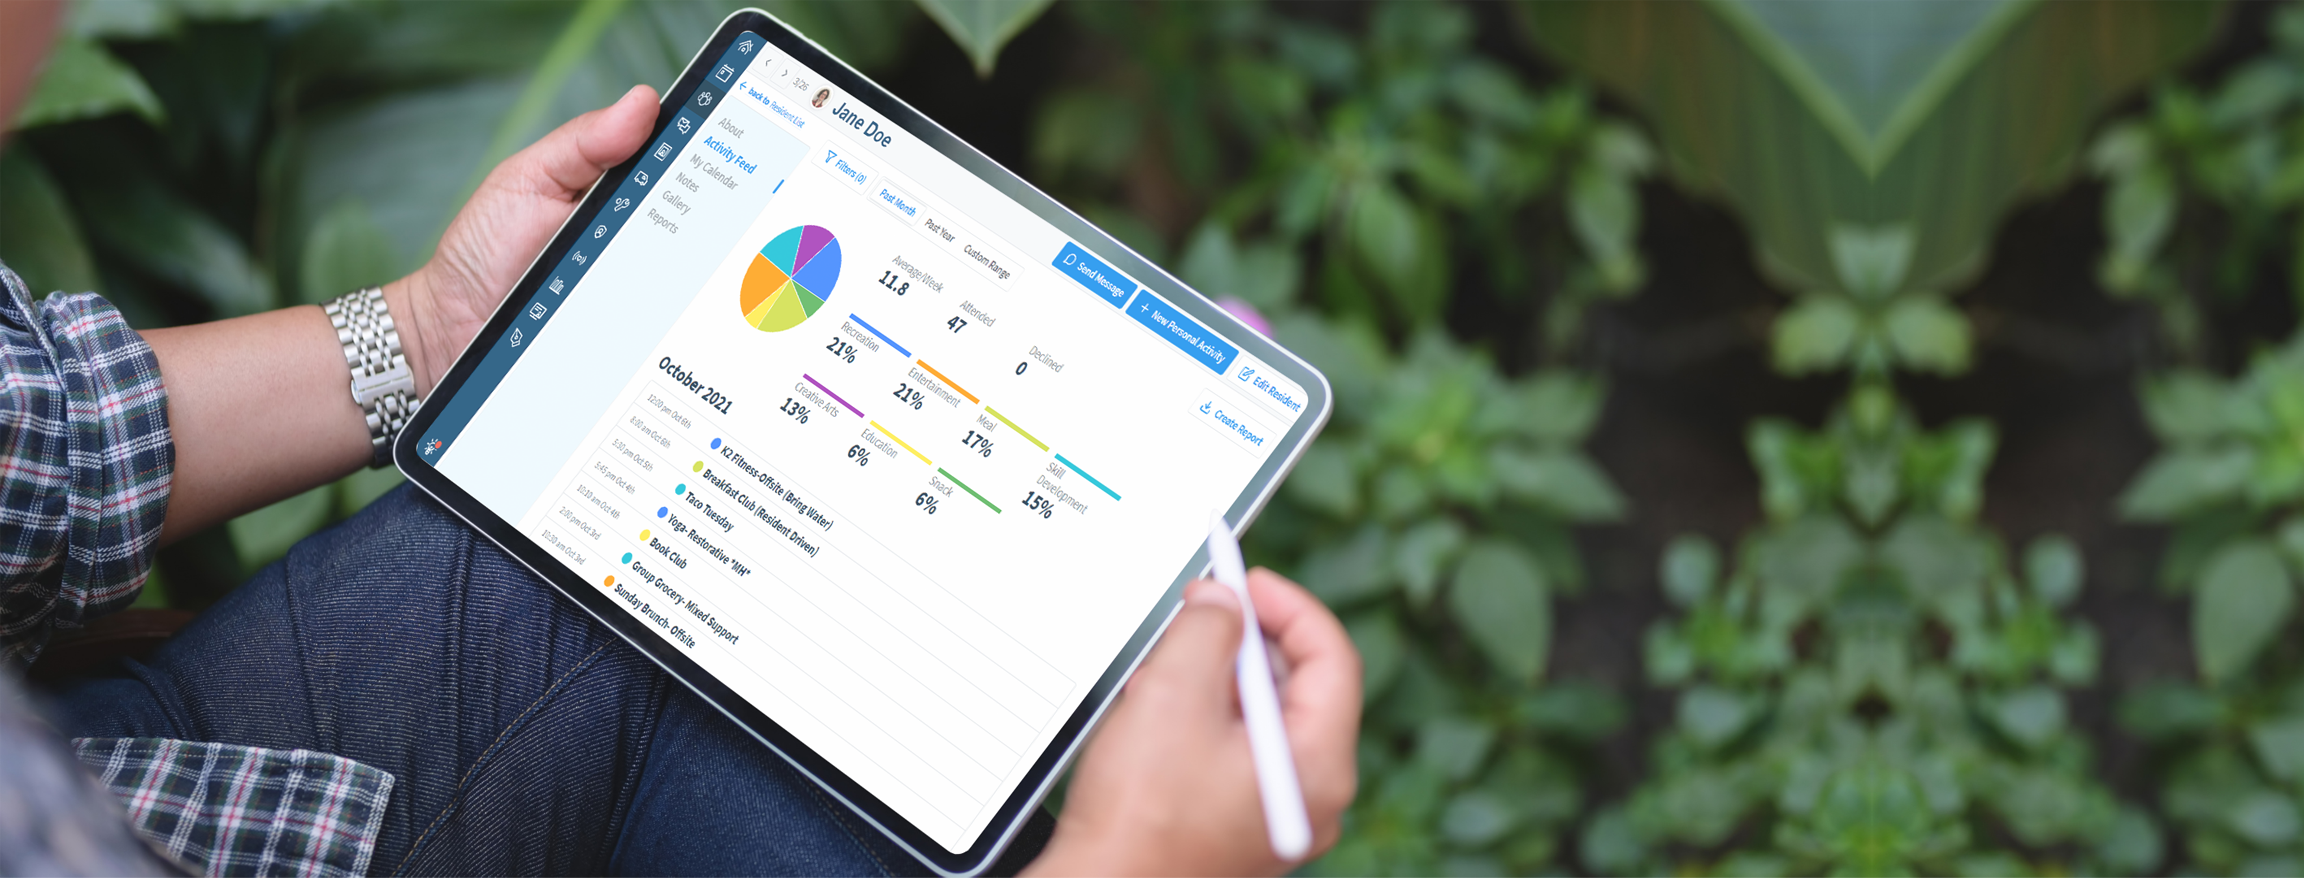 3/26
Jane Doe
back to Resident List
About
Activity Feed
My Calendar
Notes
Gallery
Reports
Filters (0)
Past Month
Past Year
Custom Range
Send Message
+ New Personal Activity
Edit Resident
Create Report
Average/Week
11.8
Attended
47
Declined
0
Recreation
21%
Entertainment
21%
Meal
17%
Skill
Development
15%
Creative Arts
13%
Education
6%
Snack
6%
October 2021
12:00 pm Oct 6th
K2 Fitness-Offsite (Bring Water)
8:00 am Oct 6th
Breakfast Club (Resident Driven)
5:30 pm Oct 5th
Taco Tuesday
5:45 pm Oct 4th
Yoga- Restorative *MH*
10:10 am Oct 4th
Book Club
2:00 pm Oct 3rd
Group Grocery- Mixed Support
10:30 am Oct 3rd
Sunday Brunch- Offsite